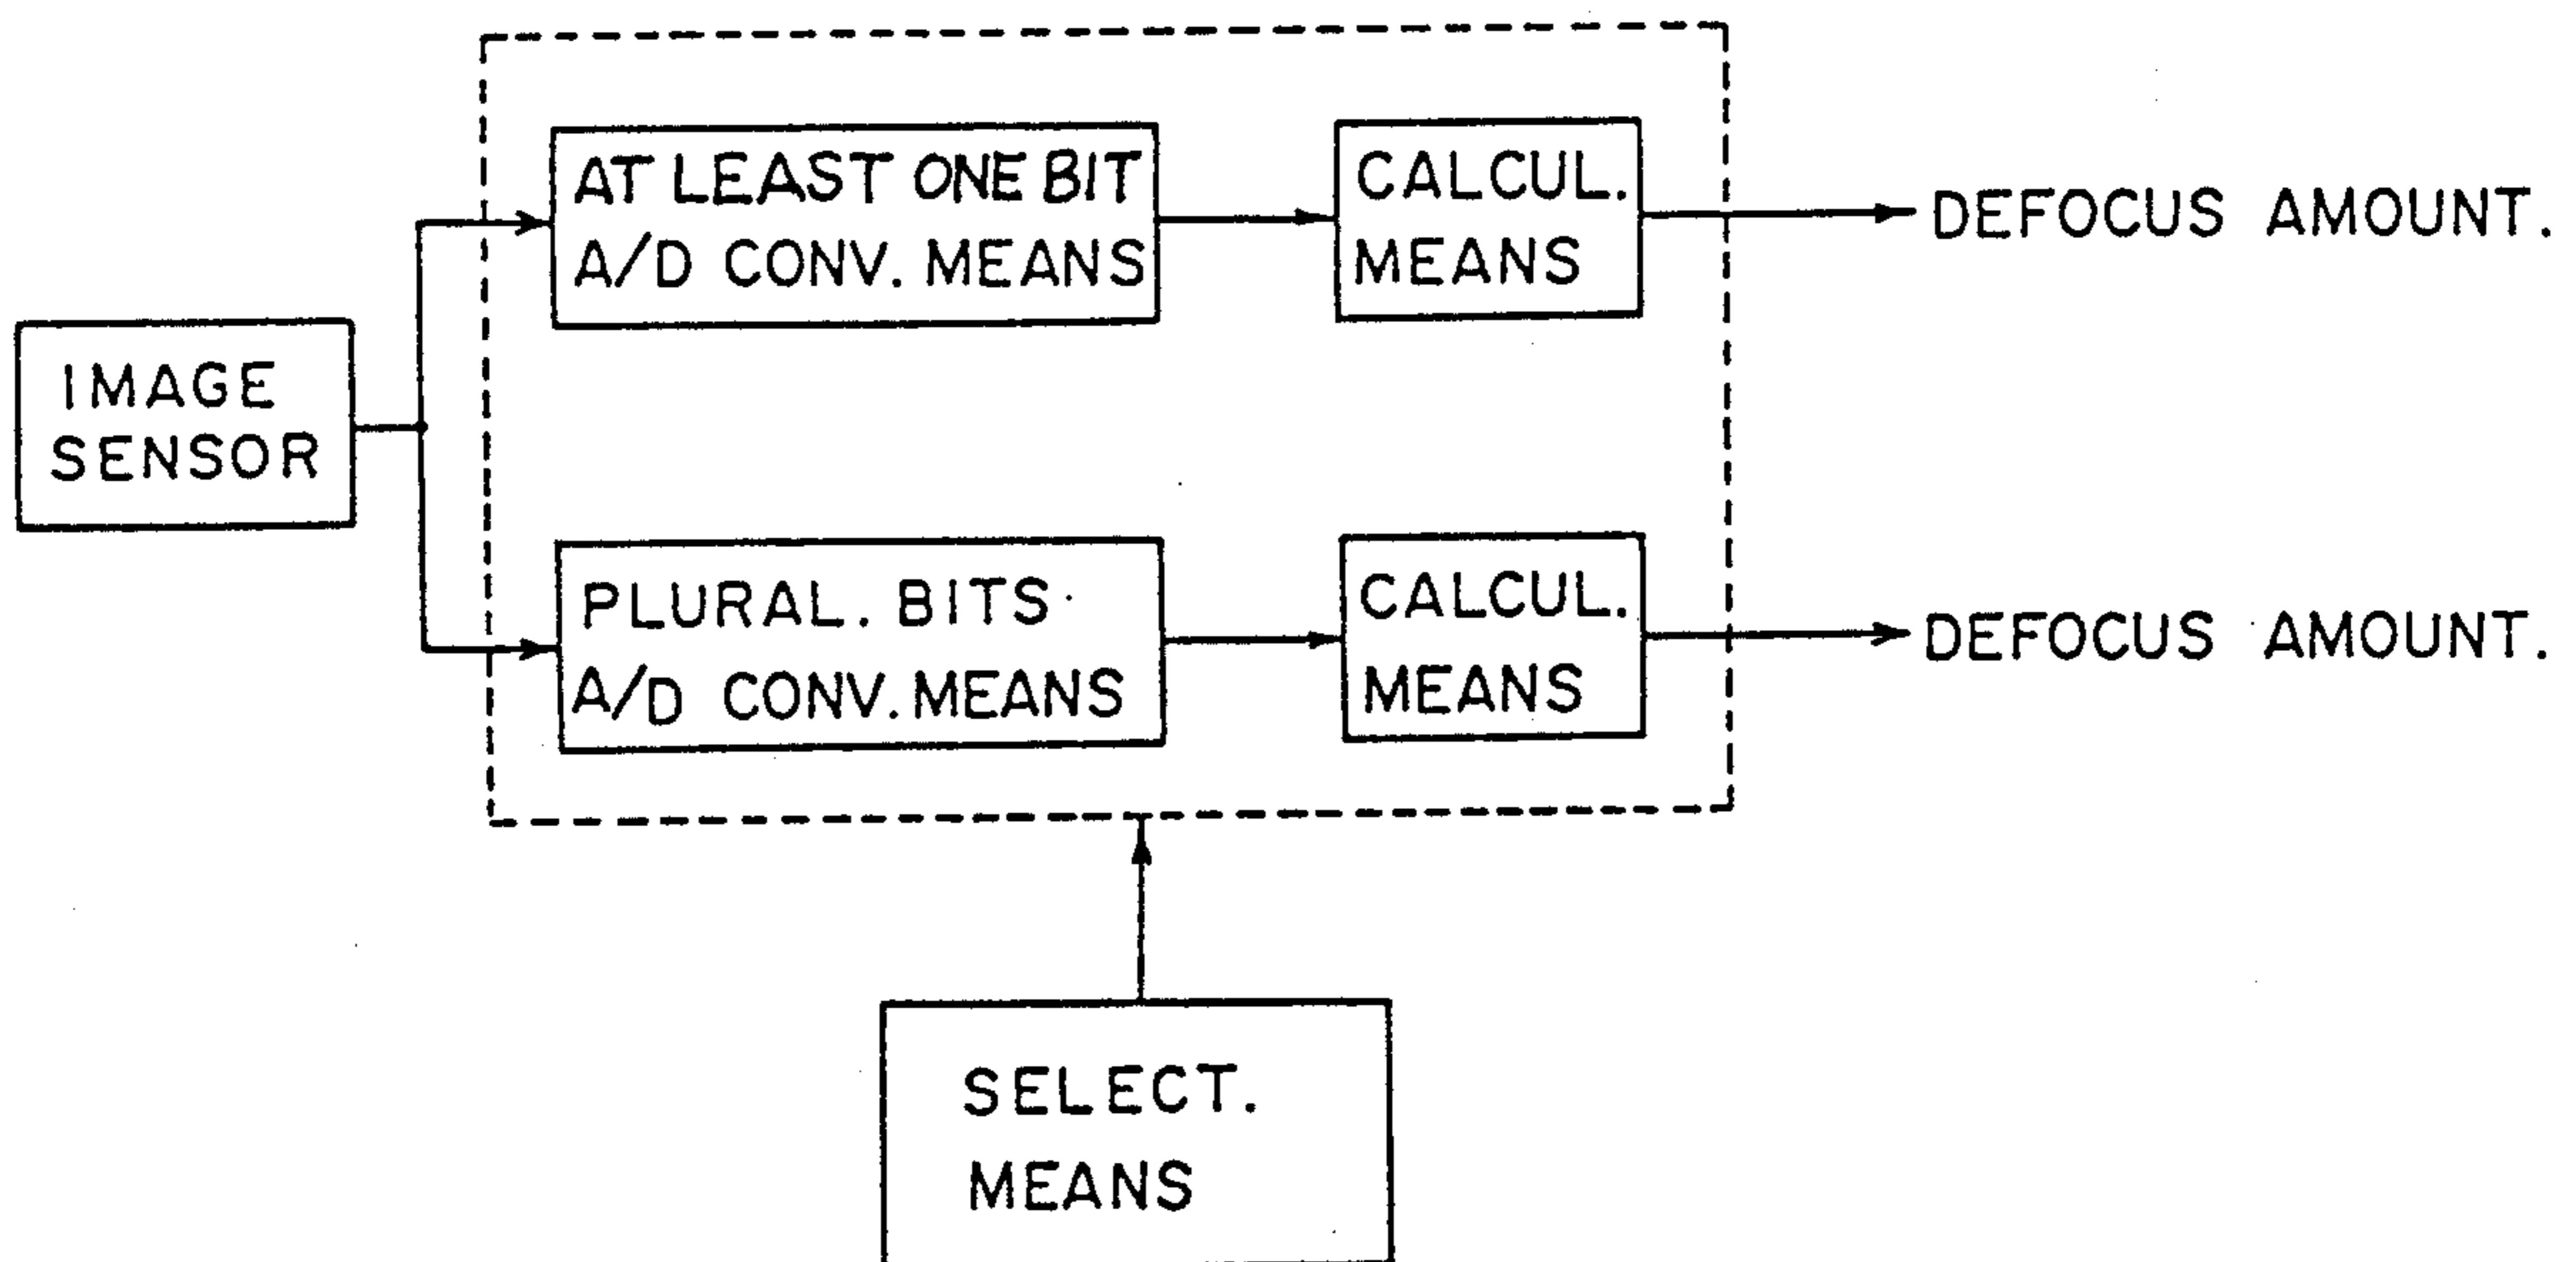 AT LEAST ONE BIT
A/D CONV. MEANS
CALCUL.
MEANS
DEFOCUS AMOUNT.
IMAGE
SENSOR
PLURAL. BITS
A/D CONV. MEANS
CALCUL.
MEANS
DEFOCUS AMOUNT.
SELECT.
MEANS